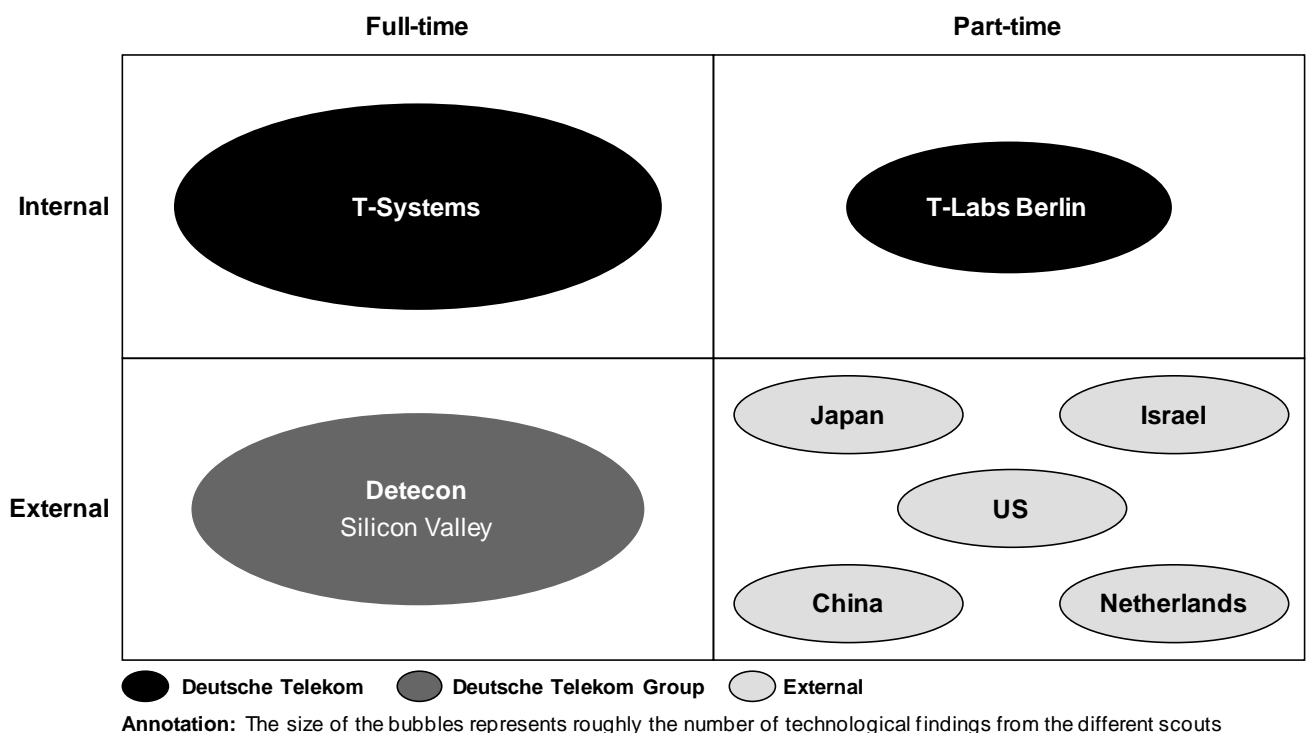 Full-time
Part-time
Internal
T-Systems
T-Labs Berlin
External
Detecon
Silicon Valley
Japan
Israel
US
China
Netherlands
Deutsche Telekom
Deutsche Telekom Group
External
Annotation: The size of the bubbles represents roughly the number of technological findings from the different scouts